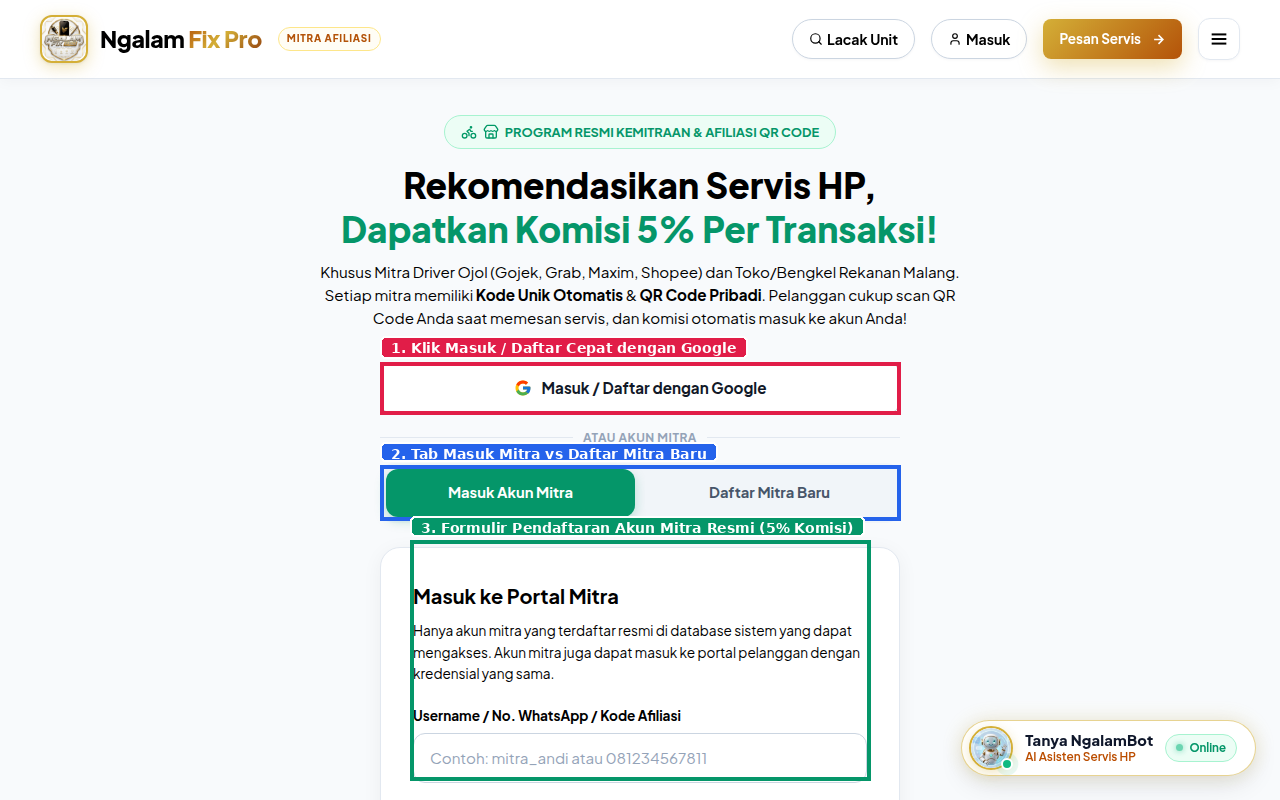 Ngalam Fix Pro
MITRA AFILIASI
Lacak Unit
Masuk
Pesan Servis
PROGRAM RESMI KEMITRAAN & AFILIASI QR CODE
Rekomendasikan Servis HP,
Dapatkan Komisi 5% Per Transaksi!
Khusus Mitra Driver Ojol (Gojek, Grab, Maxim, Shopee) dan Toko/Bengkel Rekanan Malang.
Setiap mitra memiliki Kode Unik Otomatis & QR Code Pribadi. Pelanggan cukup scan QR
Code Anda saat memesan servis, dan komisi otomatis masuk ke akun Anda!
1. Klik Masuk / Daftar Cepat dengan Google
Masuk / Daftar dengan Google
ATAU AKUN MITRA
2. Tab Masuk Mitra vs Daftar Mitra Baru
Masuk Akun Mitra
Daftar Mitra Baru
3. Formulir Pendaftaran Akun Mitra Resmi (5% Komisi)
Masuk ke Portal Mitra
Hanya akun mitra yang terdaftar resmi di database sistem yang dapat
mengakses. Akun mitra juga dapat masuk ke portal pelanggan dengan
kredensial yang sama.
Username / No. WhatsApp / Kode Afiliasi
Contoh: mitra_andi atau 081234567811
Tanya NgalamBot
AI Asisten Servis HP
Online